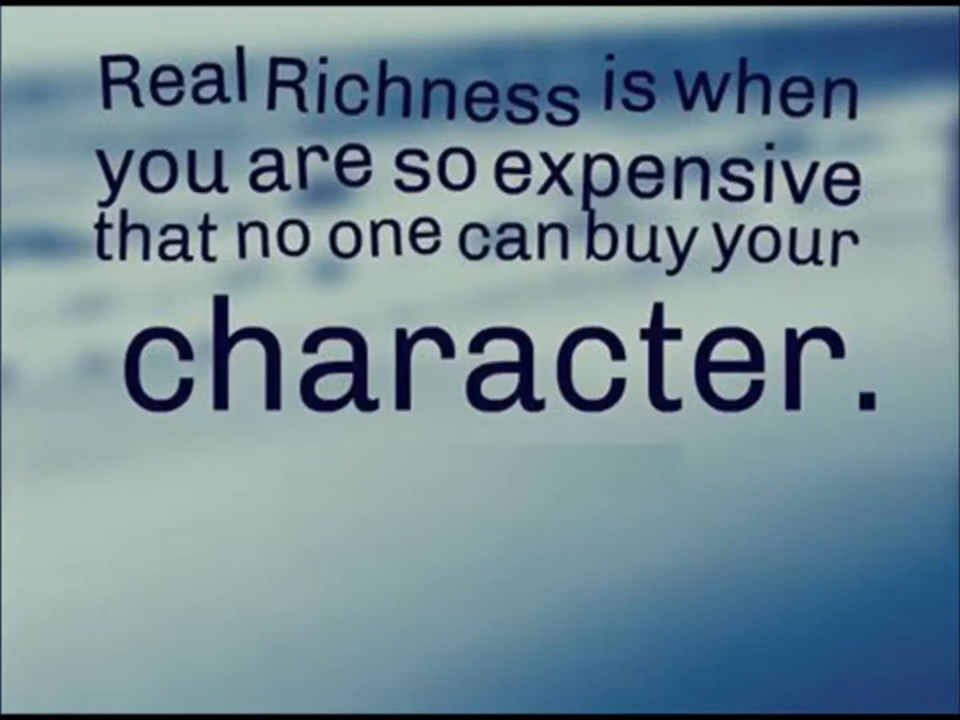 Real Richness is when
you are so expensive
that no one can buy your
character.